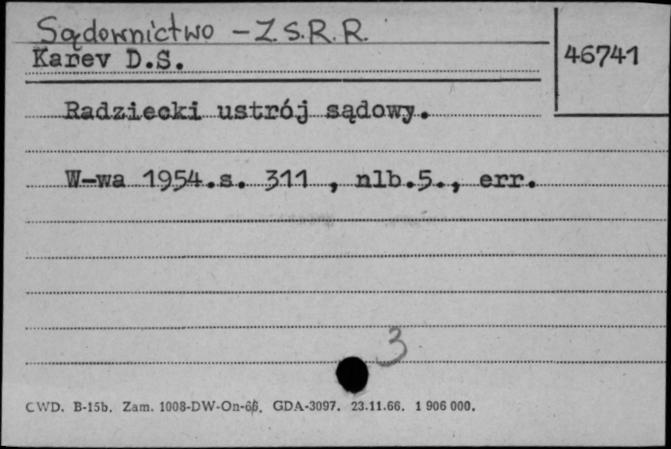 Sądownictwo - Z.S.R.R.
Karev D.S.
46741
Radziecki ustrój sądowy.
W-wa 1954.s. 311 , nlb.5., err.
3
CWD. B-15b. Zam. 1008-DW-On-66. GDA-3097. 23.11.66. 1 906 000.